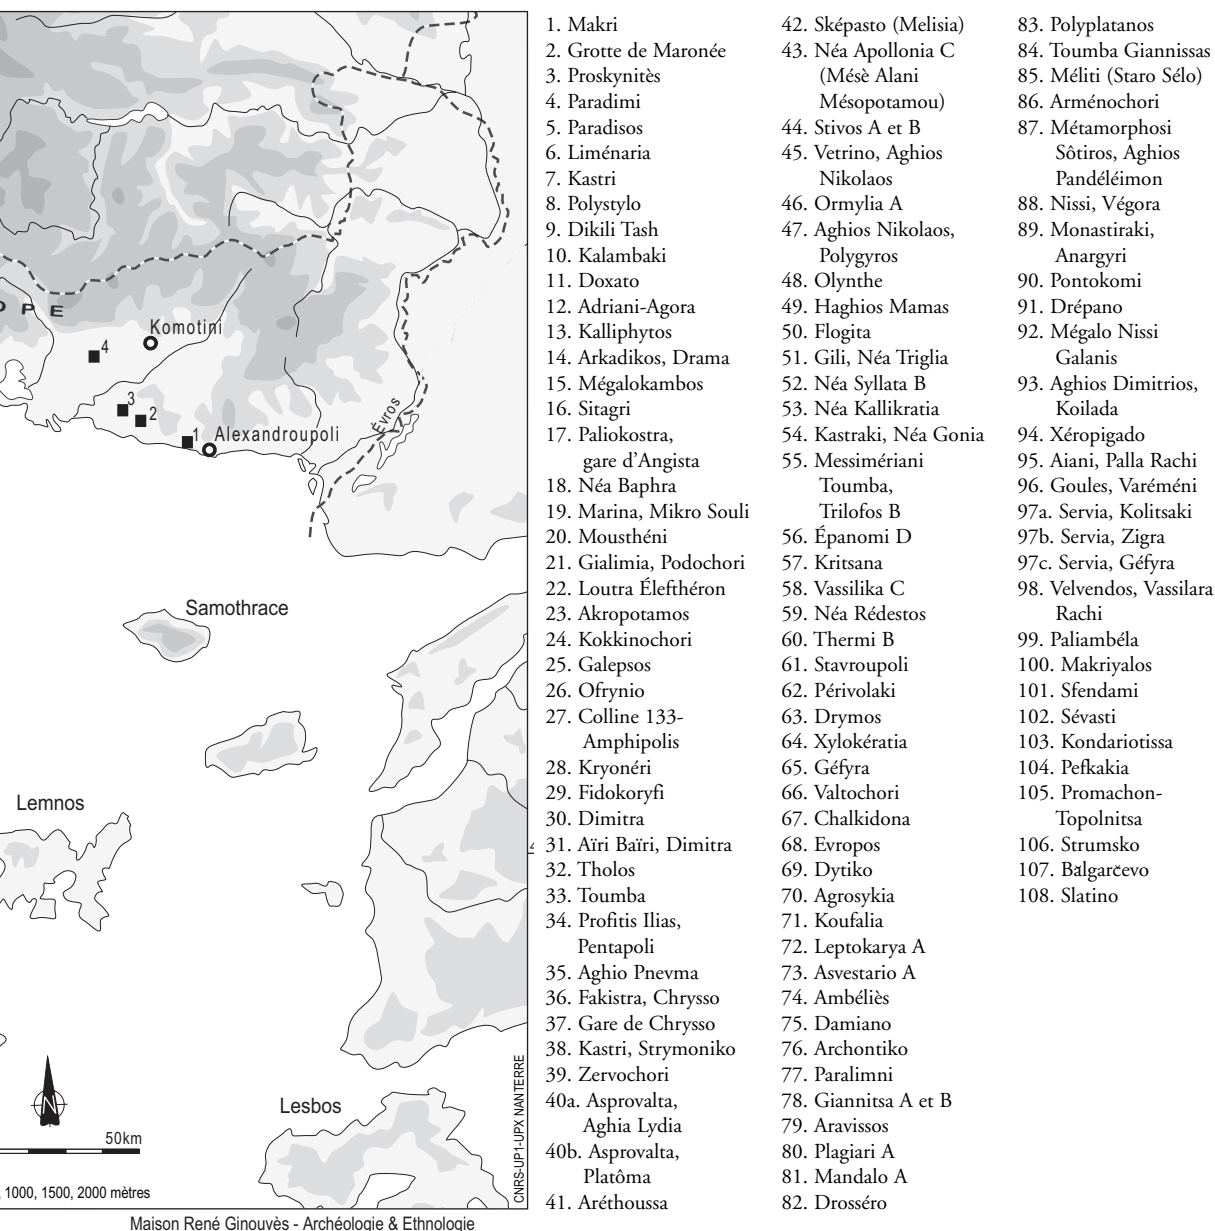 O P E
Komotini
4
3
2
1
Alexandroupoli
Évros
Samothrace
Lemnos
Lesbos
N
50km
, 1000, 1500, 2000 mètres
CNRS-UP1-UPX NANTERRE
Maison René Ginouvès - Archéologie & Ethnologie
1. Makri
2. Grotte de Maronée
3. Proskynitès
4. Paradimi
5. Paradisos
6. Liménaria
7. Kastri
8. Polystylo
9. Dikili Tash
10. Kalambaki
11. Doxato
12. Adriani-Agora
13. Kalliphytos
14. Arkadikos, Drama
15. Mégalokambos
16. Sitagri
17. Paliokostra,
gare d'Angista
18. Néa Baphra
19. Marina, Mikro Souli
20. Mousthéni
21. Gialimia, Podochori
22. Loutra Élefthéron
23. Akropotamos
24. Kokkinochori
25. Galepsos
26. Ofrynio
27. Colline 133-
Amphipolis
28. Kryonéri
29. Fidokoryfi
30. Dimitra
31. Aïri Baïri, Dimitra
32. Tholos
33. Toumba
34. Profitis Ilias,
Pentapoli
35. Aghio Pnevma
36. Fakistra, Chrysso
37. Gare de Chrysso
38. Kastri, Strymoniko
39. Zervochori
40a. Asprovalta,
Aghia Lydia
40b. Asprovalta,
Platôma
41. Aréthoussa
42. Sképasto (Melisia)
43. Néa Apollonia C
(Mésè Alani
Mésopotamou)
44. Stivos A et B
45. Vetrino, Aghios
Nikolaos
46. Ormylia A
47. Aghios Nikolaos,
Polygyros
48. Olynthe
49. Haghios Mamas
50. Flogita
51. Gili, Néa Triglia
52. Néa Syllata B
53. Néa Kallikratia
54. Kastraki, Néa Gonia
55. Messimériani
Toumba,
Trilofos B
56. Épanomi D
57. Kritsana
58. Vassilika C
59. Néa Rédestos
60. Thermi B
61. Stavroupoli
62. Périvolaki
63. Drymos
64. Xylokératia
65. Géfyra
66. Valtochori
67. Chalkidona
68. Evropos
69. Dytiko
70. Agrosykia
71. Koufalia
72. Leptokarya A
73. Asvestario A
74. Ambéliès
75. Damiano
76. Archontiko
77. Paralimni
78. Giannitsa A et B
79. Aravissos
80. Plagiari A
81. Mandalo A
82. Drosséro
83. Polyplatanos
84. Toumba Giannissas
85. Méliti (Staro Sélo)
86. Arménochori
87. Métamorphosi
Sôtiros, Aghios
Pandéléimon
88. Nissi, Végora
89. Monastiraki,
Anargyri
90. Pontokomi
91. Drépano
92. Mégalo Nissi
Galanis
93. Aghios Dimitrios,
Koilada
94. Xéropigado
95. Aiani, Palla Rachi
96. Goules, Varéméni
97a. Servia, Kolitsaki
97b. Servia, Zigra
97c. Servia, Géfyra
98. Velvendos, Vassilara
Rachi
99. Paliambéla
100. Makriyalos
101. Sfendami
102. Sévasti
103. Kondariotissa
104. Pefkakia
105. Promachon-
Topolnitsa
106. Strumsko
107. Bălgarčevo
108. Slatino